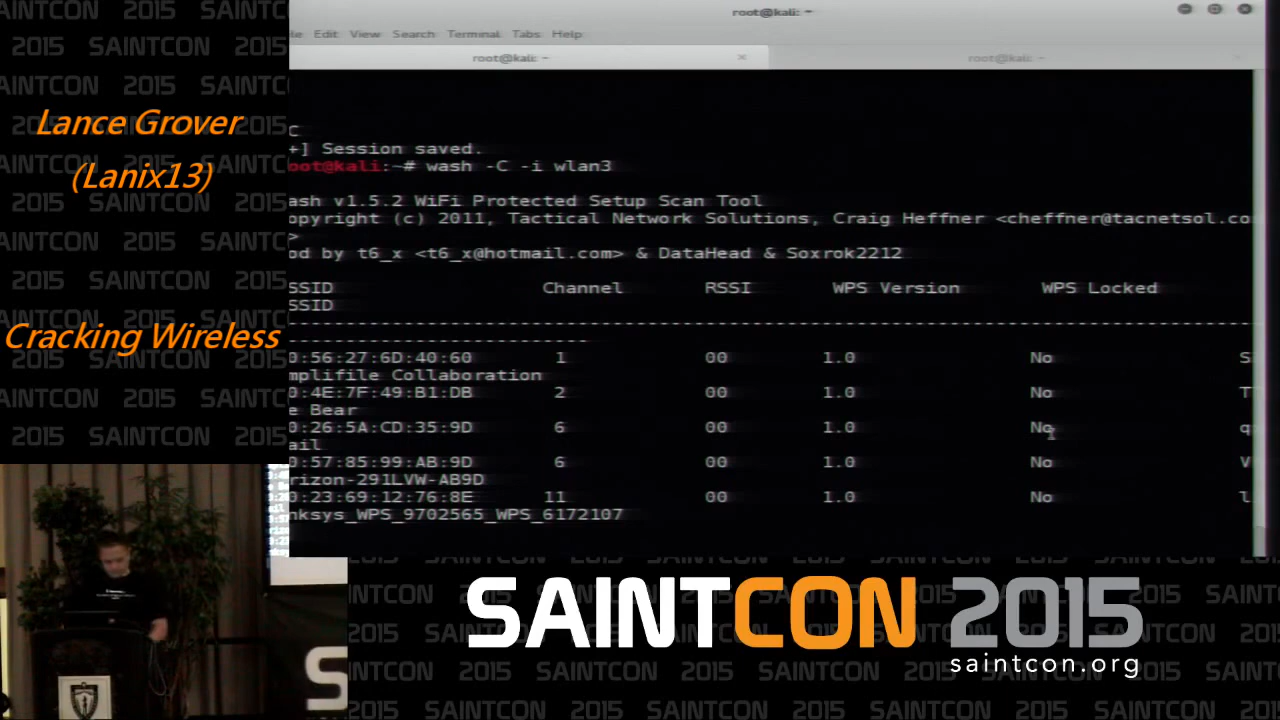 Lance Grover
(Lanix13)
Cracking Wireless
root@kali: ~
Edit View Search Terminal Tabs Help
root@kali: ~
root@kali: ~
C
+] Session saved.
oot@kali:~# wash -C -i wlan3
ash v1.5.2 WiFi Protected Setup Scan Tool
opyright (c) 2011, Tactical Network Solutions, Craig Heffner <cheffner@tacnetsol.co
>
od by t6_x <t6_x@hotmail.com> & DataHead & Soxrok2212
SSID Channel RSSI WPS Version WPS Locked
SSID
0:56:27:6D:40:60 1 00 1.0 No S
mplifile Collaboration
0:4E:7F:49:B1:DB 2 00 1.0 No T
e Bear
0:26:5A:CD:35:9D 6 00 1.0 No q
ail
0:57:85:99:AB:9D 6 00 1.0 No V
rizon-291LVW-AB9D
0:23:69:12:76:8E 11 00 1.0 No l
nksys_WPS_9702565_WPS_6172107
SAINTCON 2015
saintcon.org